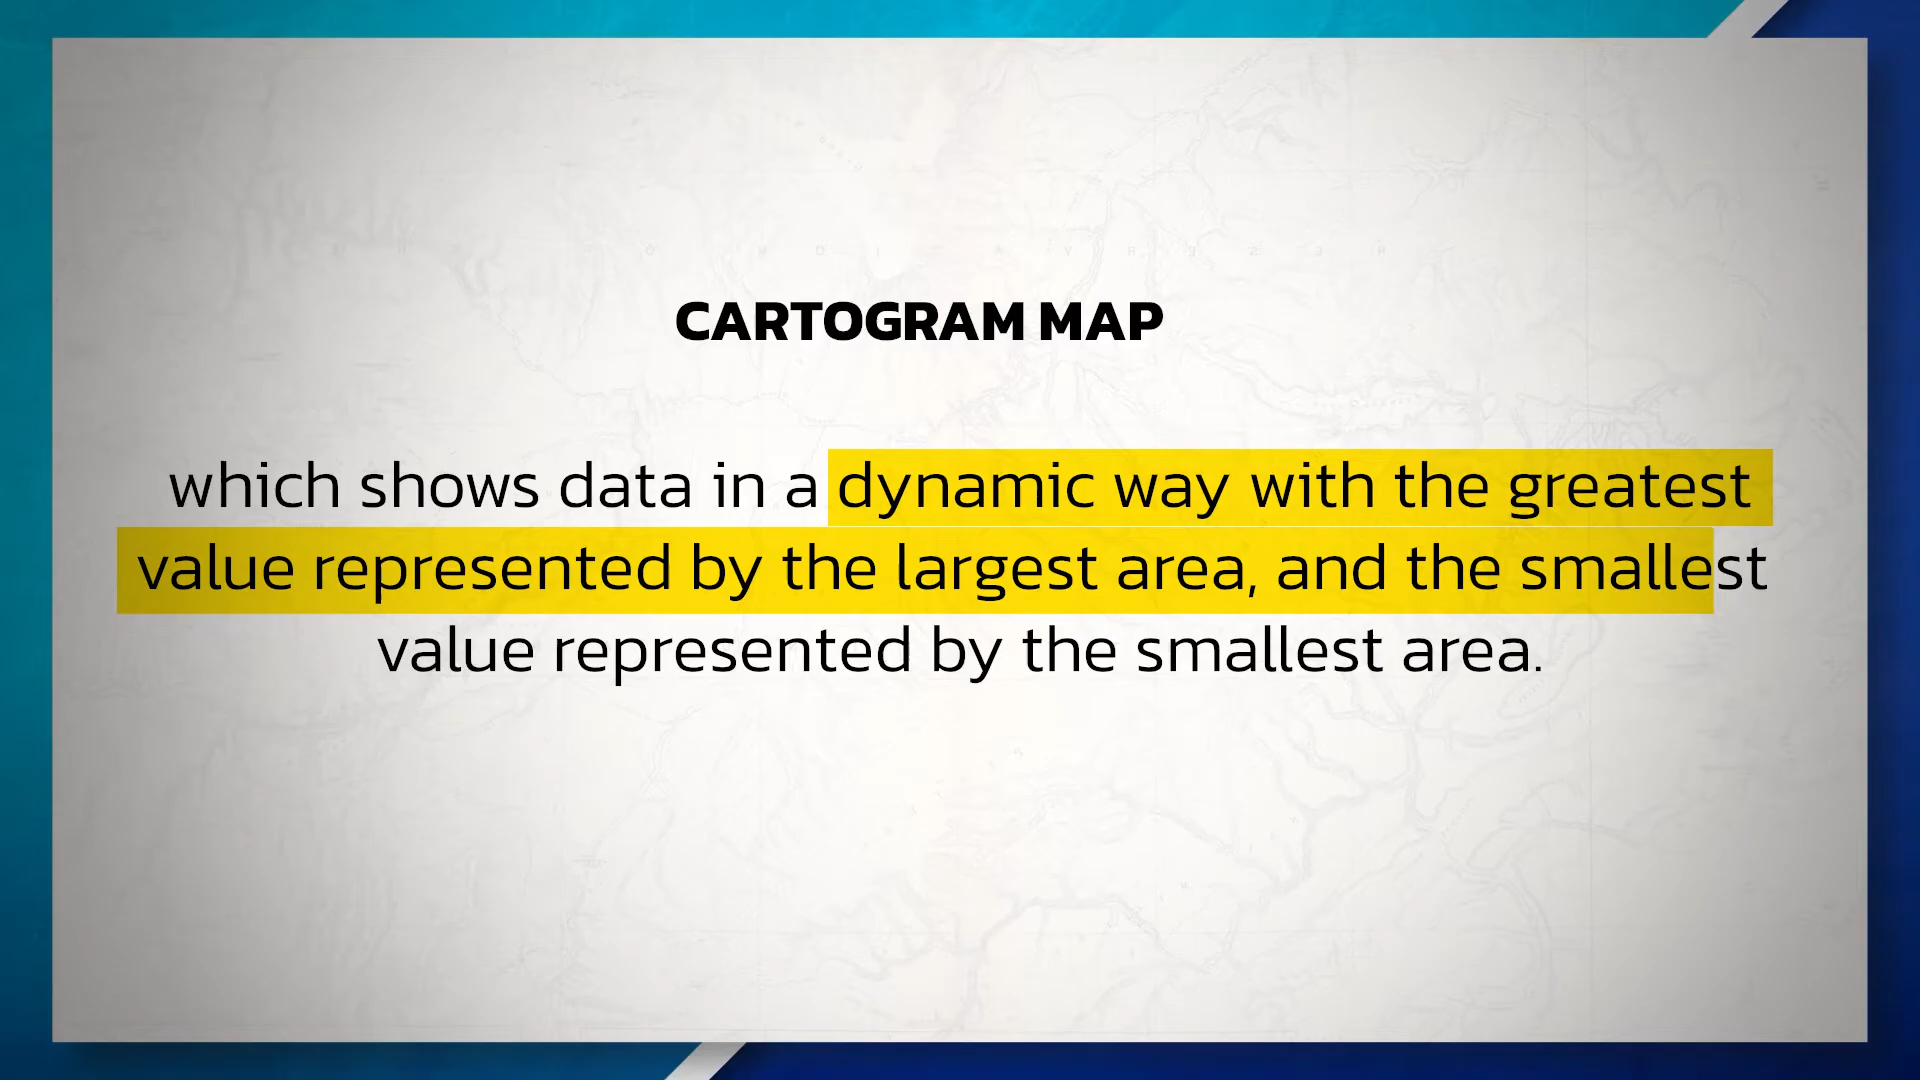 CARTOGRAM MAP
which shows data in a dynamic way with the greatest
value represented by the largest area, and the smallest
value represented by the smallest area.